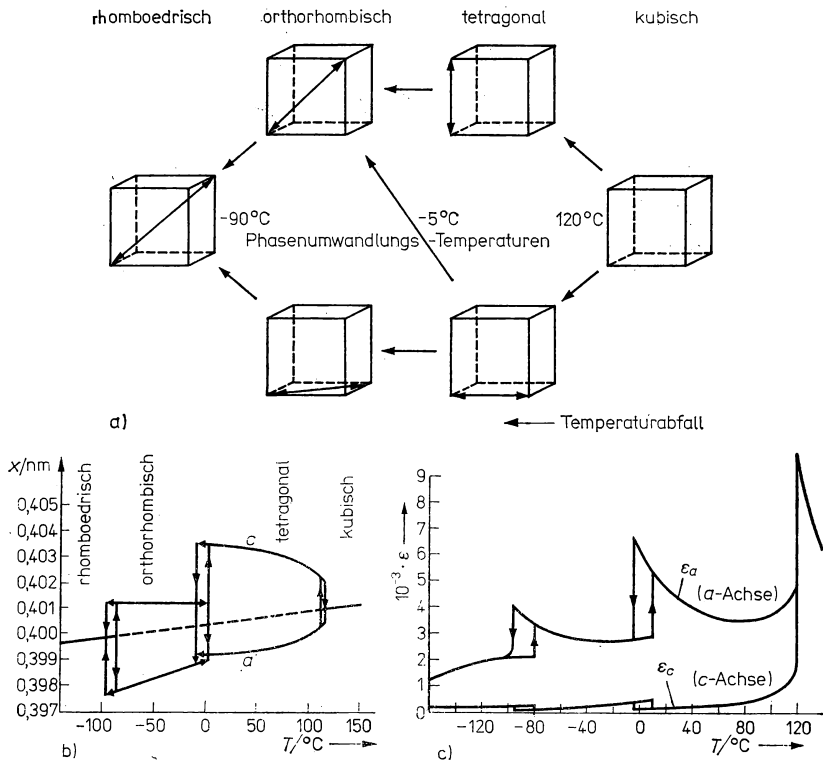 rhomboedrisch orthorhombisch tetragonal kubisch
-90°C -5°C 120°C
Phasenumwandlungs-Temperaturen
a)
Temperaturabfall
x/nm
0,405
0,404
0,403
0,402
0,401
0,400
0,399
0,398
0,397
rhomboedrisch
orthorhombisch
tetragonal
kubisch
c
a
-100 -50 0 50 100 150
T/°C
b)
10⁻³·ε
9
8
7
6
5
4
3
2
1
0
εa (a-Achse)
εc (c-Achse)
-120 -80 -40 0 40 80 120
T/°C
c)